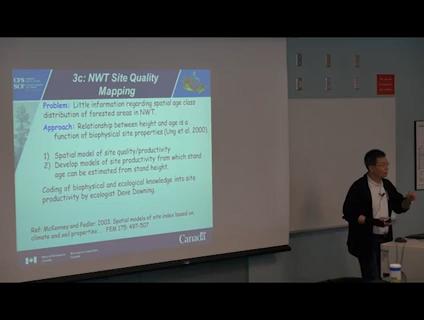 CFS
SCF
3c: NWT Site Quality
Mapping
Problem: Little information regarding spatial age class
distribution of forested areas in NWT.
Approach: Relationship between height and age is a
function of biophysical site properties (Ung et al. 2000).
1) Spatial model of site quality/productivity
2) Develop models of site productivity from which stand
age can be estimated from stand height.
Coding of biophysical and ecological knowledge into site
productivity by ecologist Dave Downing.
Ref: McKenney and Pedlar: 2003. Spatial models of site index based on
climate and soil properties.... FEM 175: 497-507
Canada